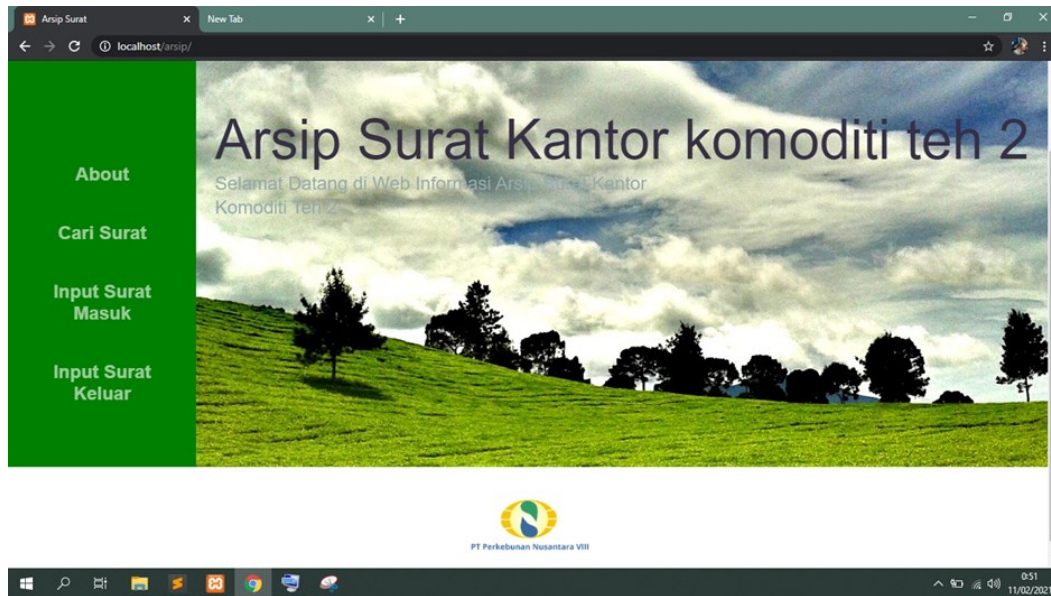 Arsip Surat
New Tab
localhost/arsip/
About
Cari Surat
Input Surat
Masuk
Input Surat
Keluar
Arsip Surat Kantor komoditi teh 2
Selamat Datang di Web Informasi Arsip Surat Kantor
Komoditi Teh 2
PT Perkebunan Nusantara VIII
0:51
11/02/2021